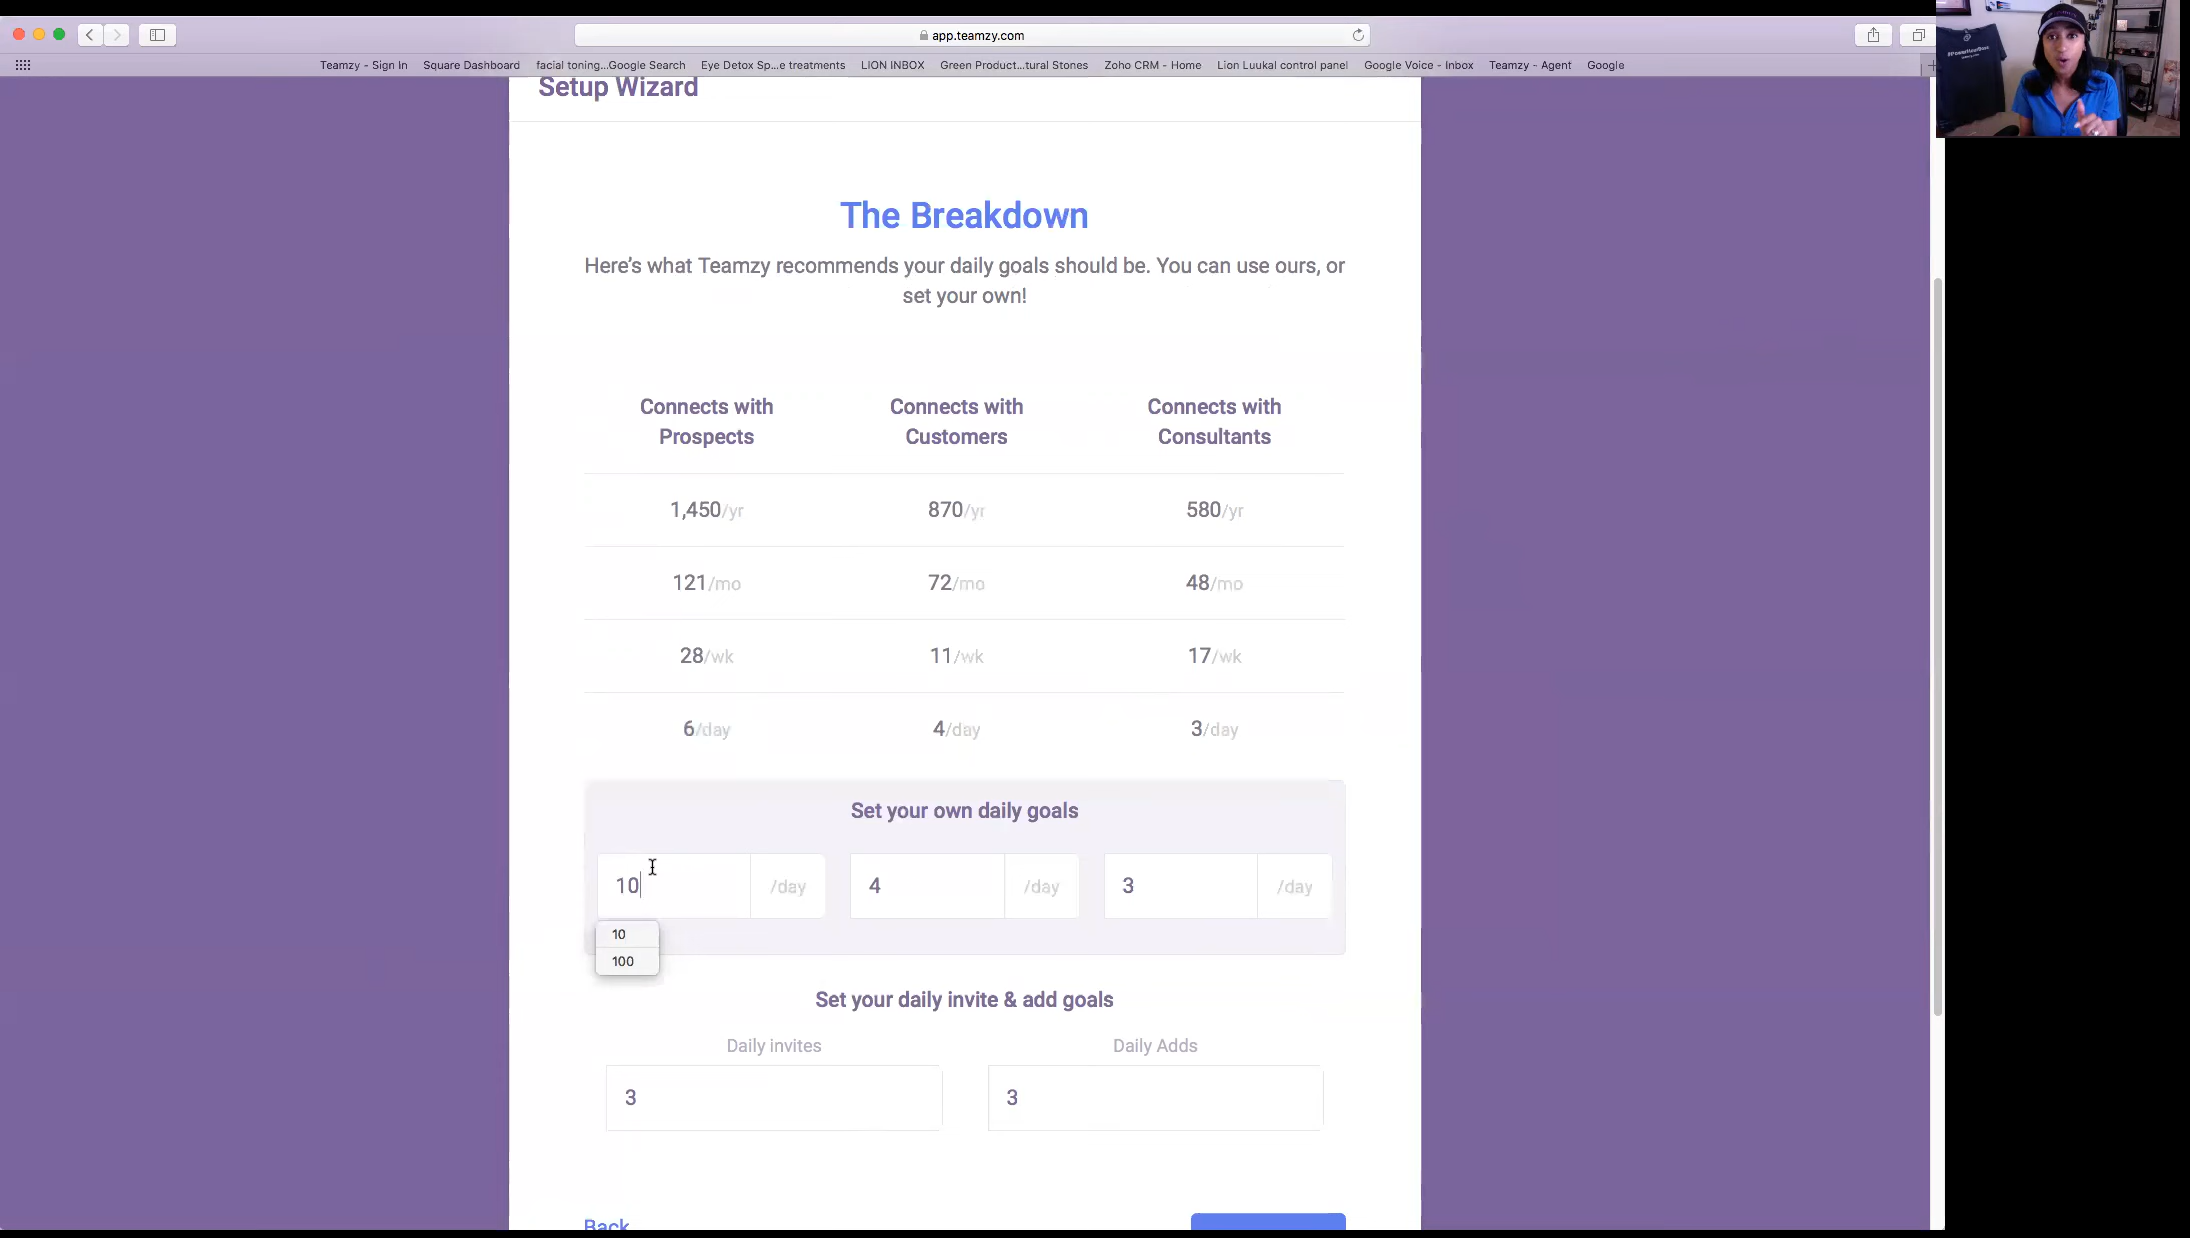 app.teamzy.com
Teamzy - Sign In
Square Dashboard
facial toning...Google Search
Eye Detox Sp...e treatments
LION INBOX
Green Product...tural Stones
Zoho CRM - Home
Lion Luukal control panel
Google Voice - Inbox
Teamzy - Agent
Google
Setup Wizard
The Breakdown
Here's what Teamzy recommends your daily goals should be. You can use ours, or
set your own!
Connects with
Prospects
Connects with
Customers
Connects with
Consultants
1,450/yr
870/yr
580/yr
121/mo
72/mo
48/mo
28/wk
11/wk
17/wk
6/day
4/day
3/day
Set your own daily goals
10
/day
4
/day
3
/day
10
100
Set your daily invite & add goals
Daily invites
Daily Adds
3
3
Back